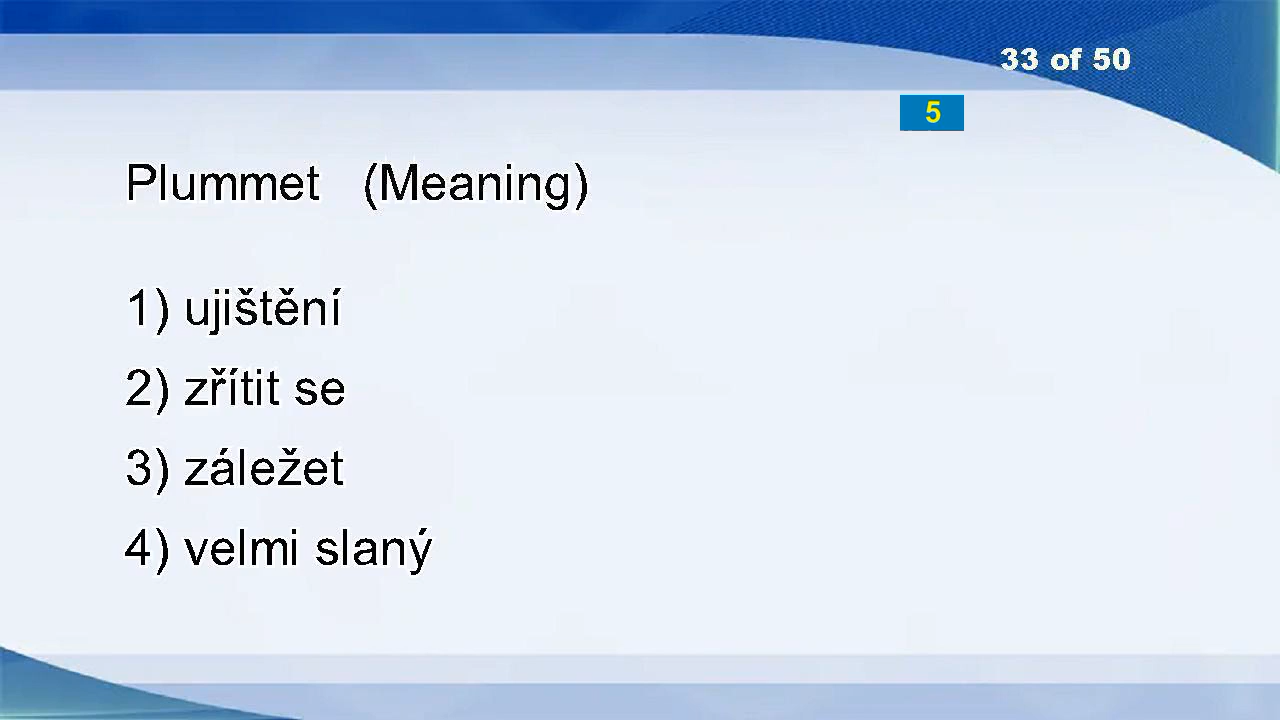 33 of 50
5
Plummet (Meaning)
1) ujištění
2) zřítit se
3) záležet
4) velmi slaný